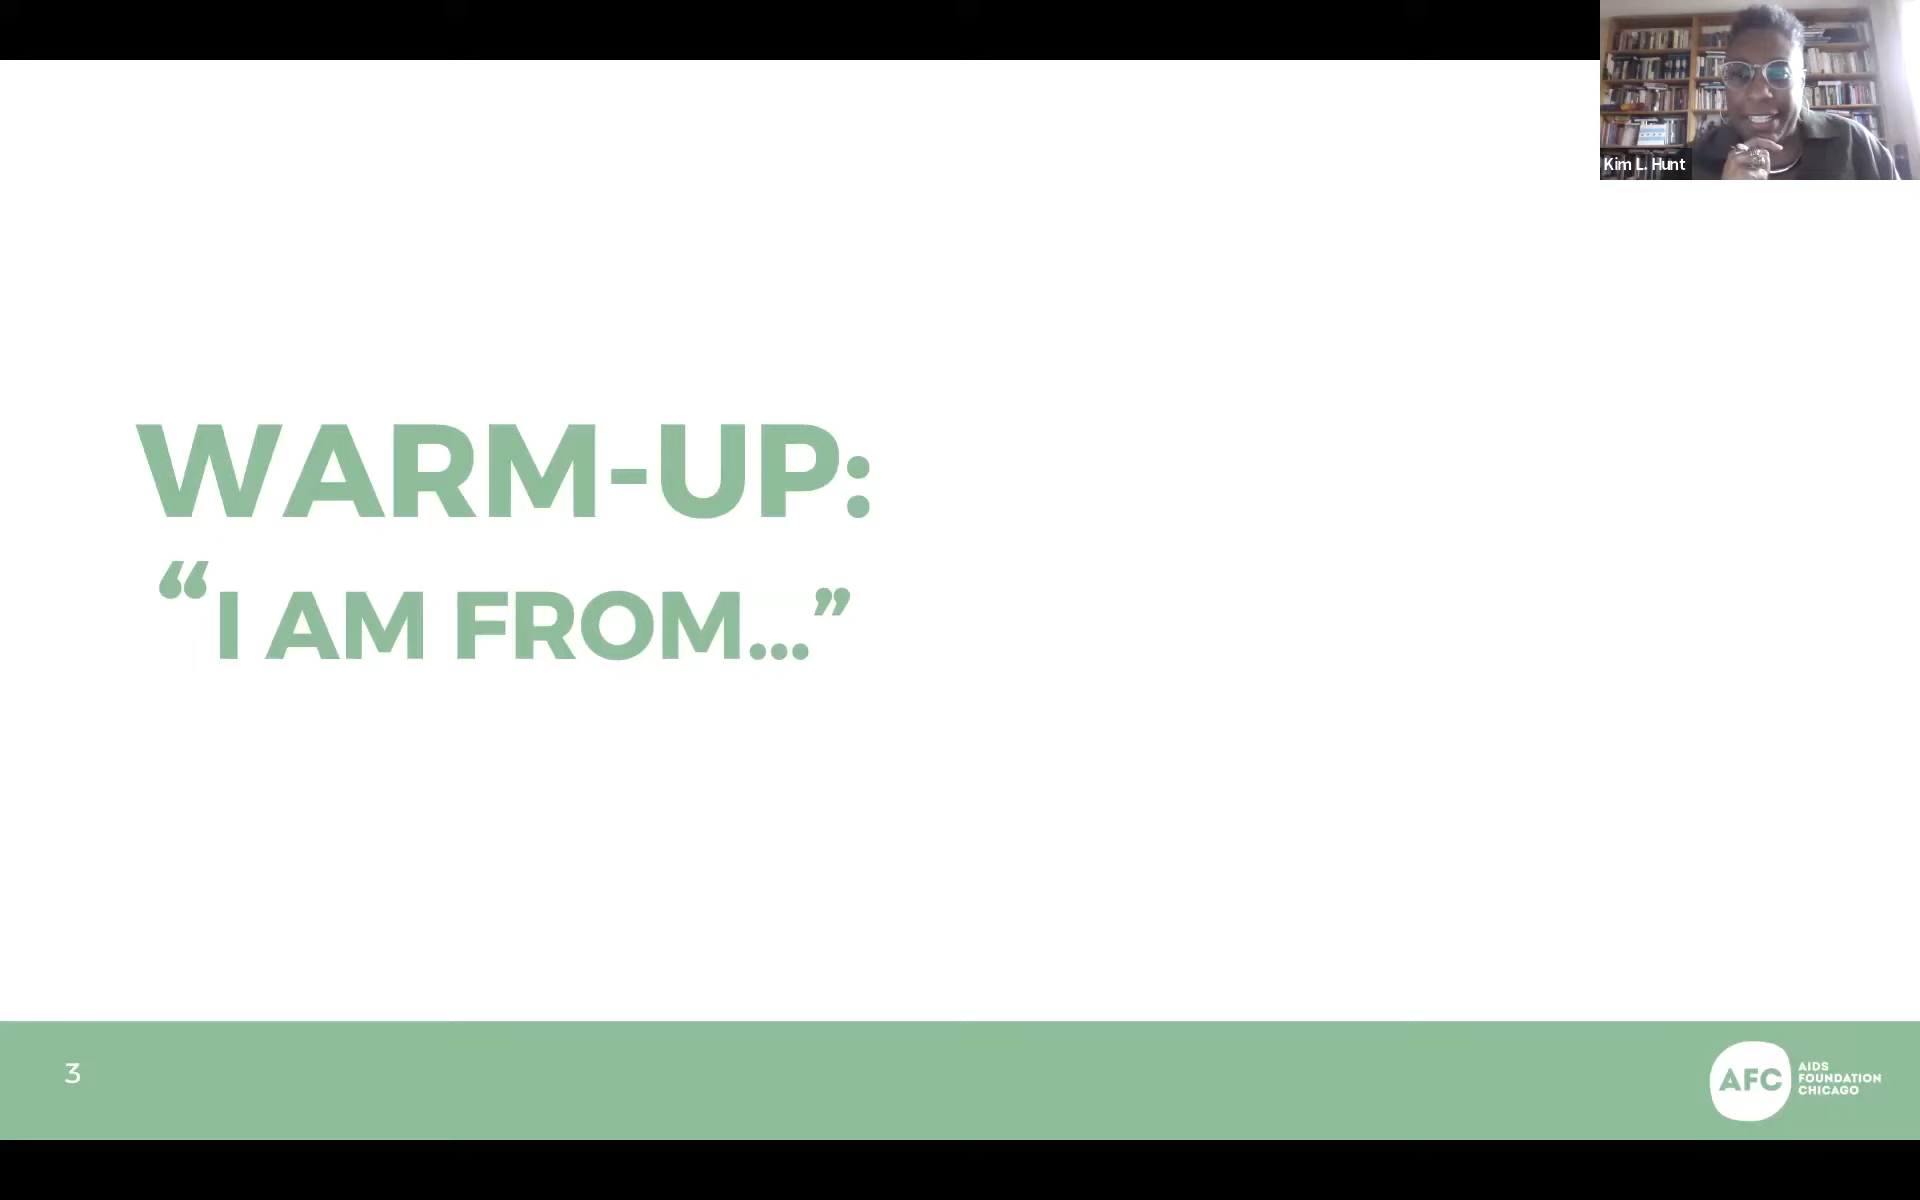 Kim L. Hunt
WARM-UP:
“I AM FROM...”
3
AFC
AIDS
FOUNDATION
CHICAGO